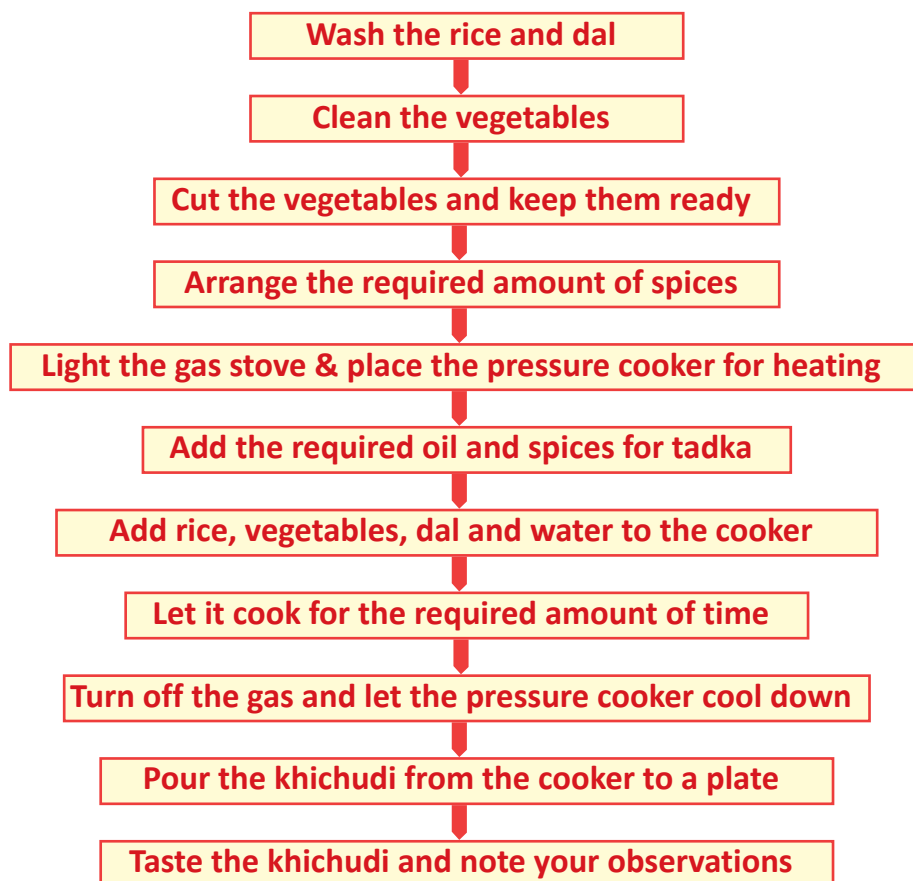 Wash the rice and dal
Clean the vegetables
Cut the vegetables and keep them ready
Arrange the required amount of spices
Light the gas stove & place the pressure cooker for heating
Add the required oil and spices for tadka
Add rice, vegetables, dal and water to the cooker
Let it cook for the required amount of time
Turn off the gas and let the pressure cooker cool down
Pour the khichudi from the cooker to a plate
Taste the khichudi and note your observations